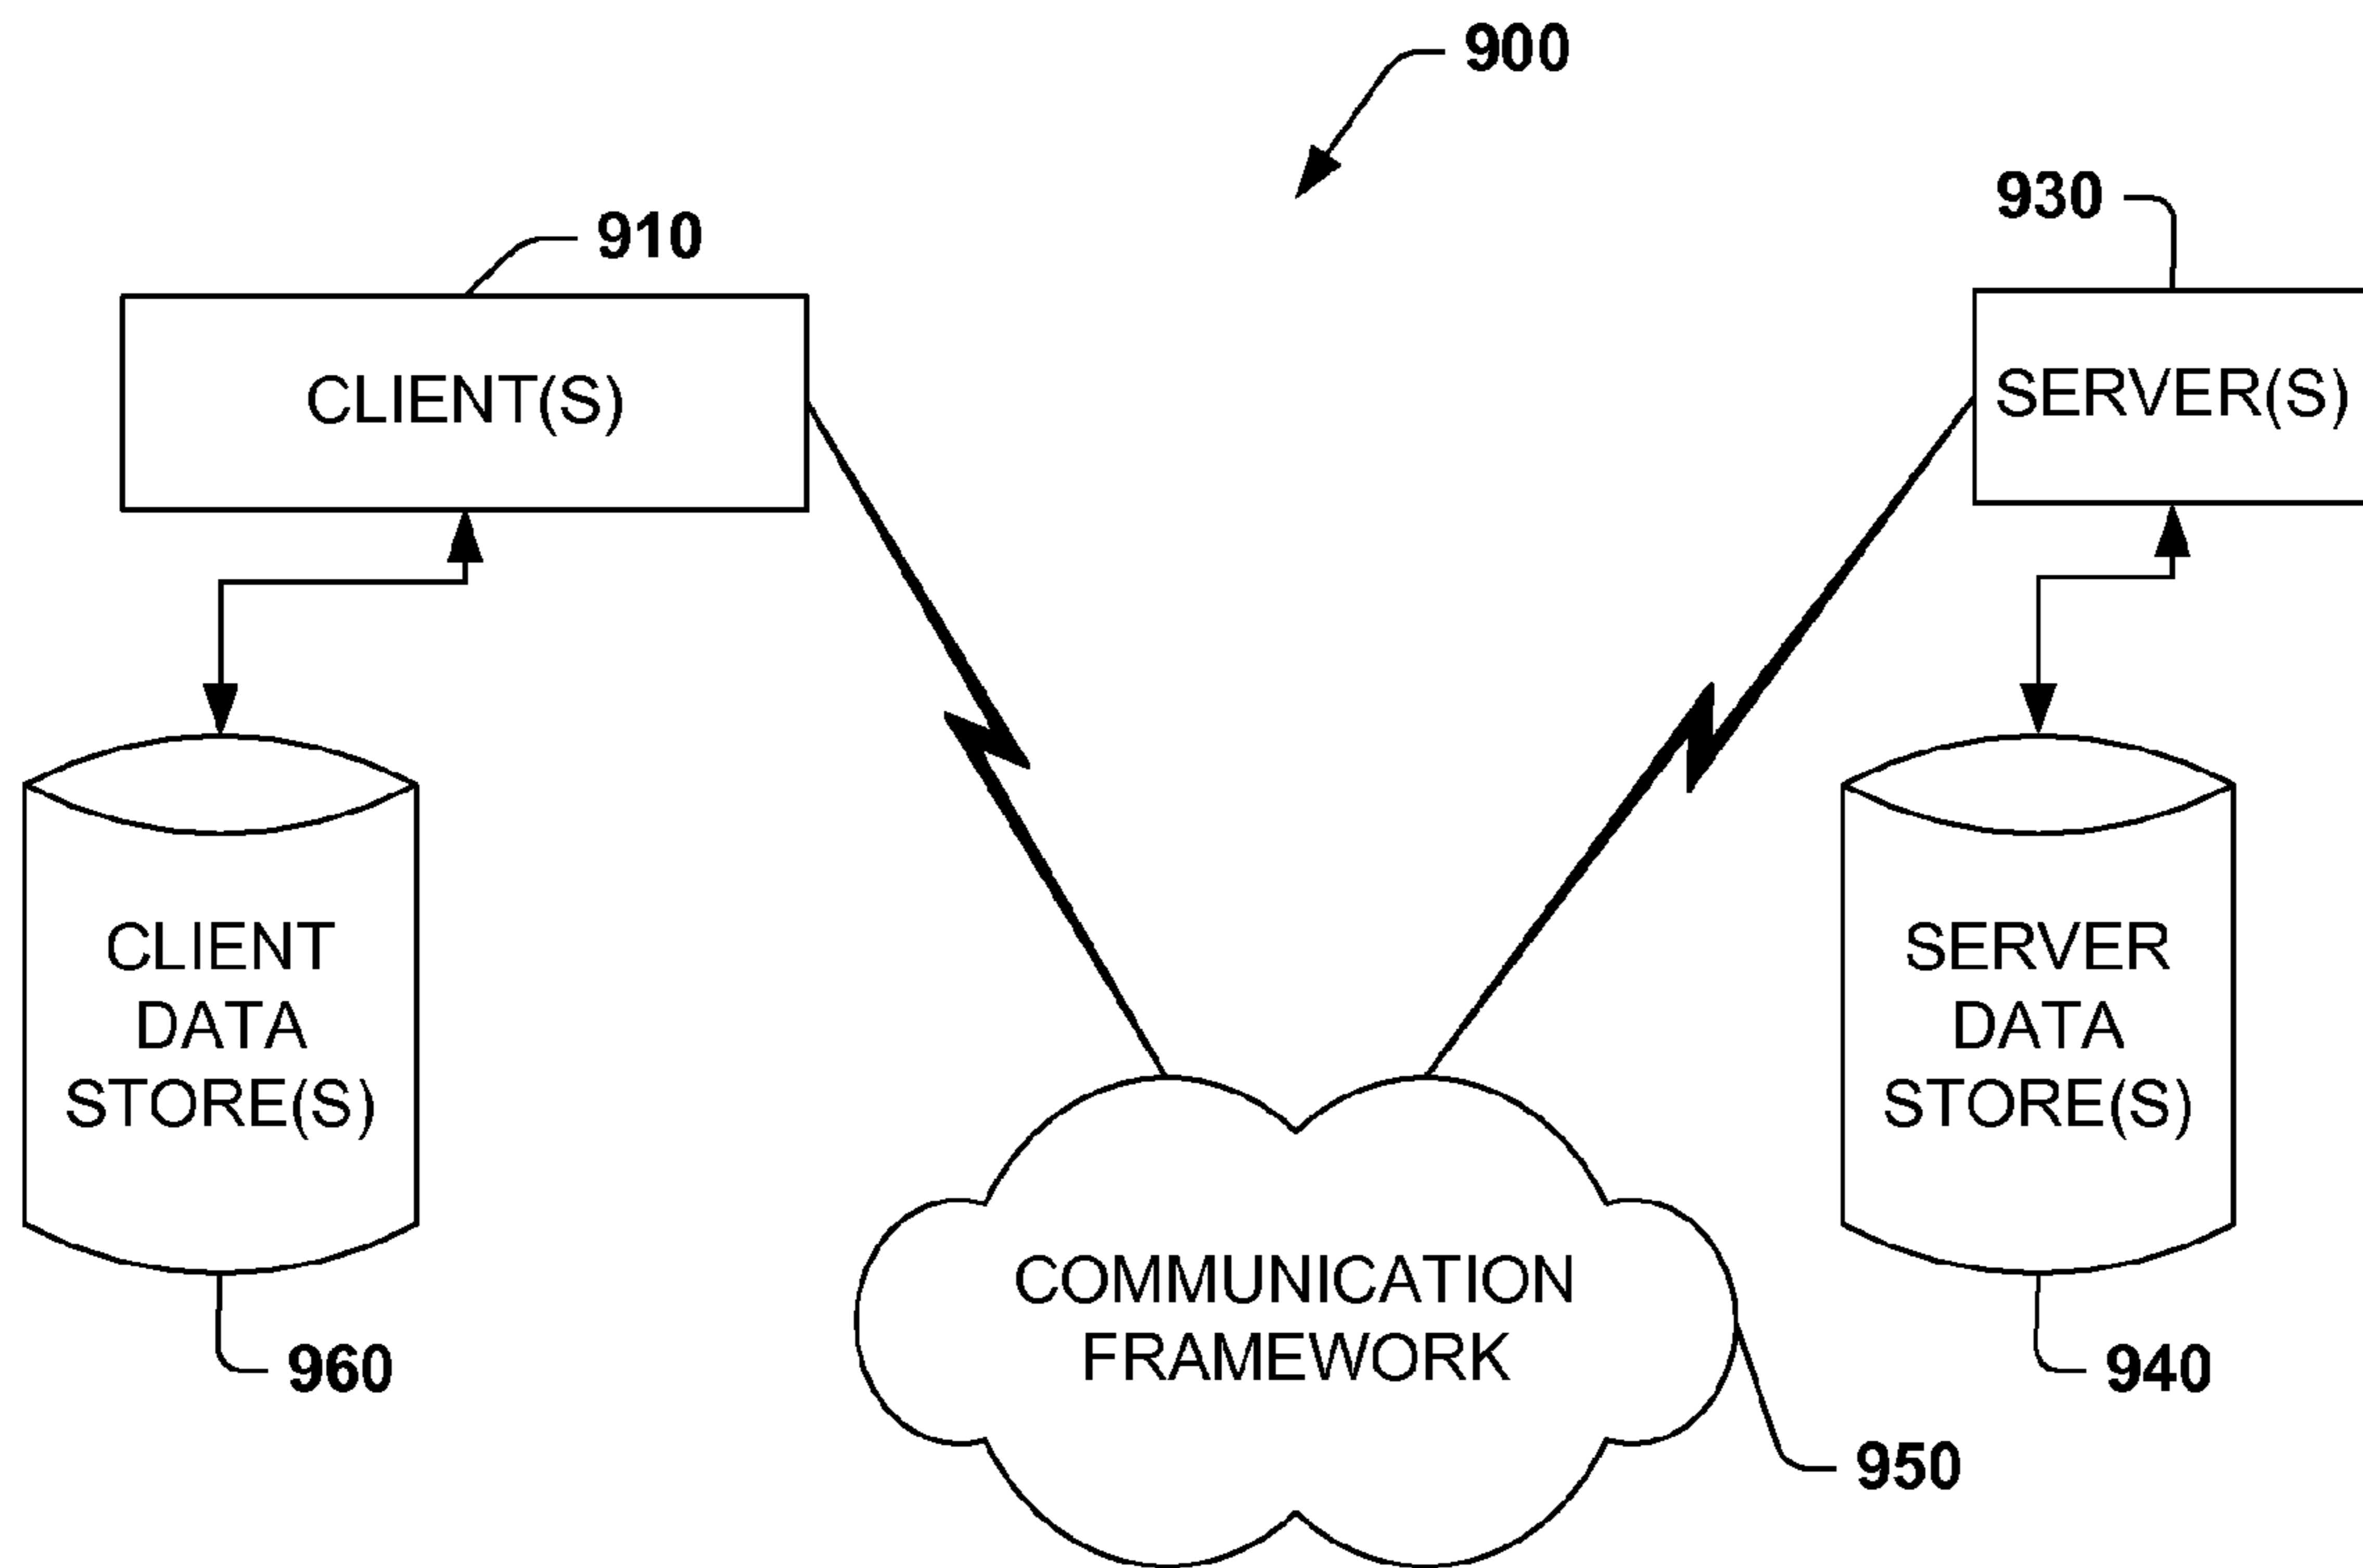 900
910
930
CLIENT(S)
SERVER(S)
CLIENT
DATA
STORE(S)
SERVER
DATA
STORE(S)
COMMUNICATION
FRAMEWORK
960
940
950